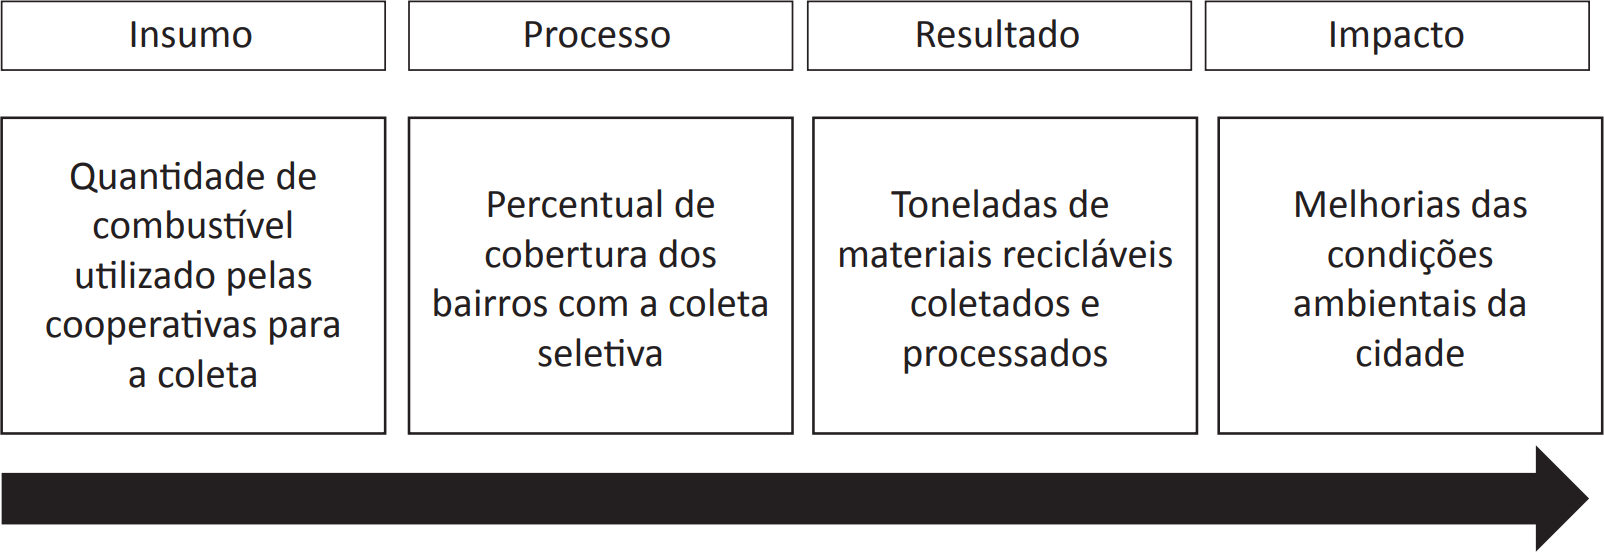 Insumo
Processo
Resultado
Impacto
Quantidade de
combustível
utilizado pelas
cooperativas para
a coleta
Percentual de
cobertura dos
bairros com a coleta
seletiva
Toneladas de
materiais recicláveis
coletados e
processados
Melhorias das
condições
ambientais da
cidade